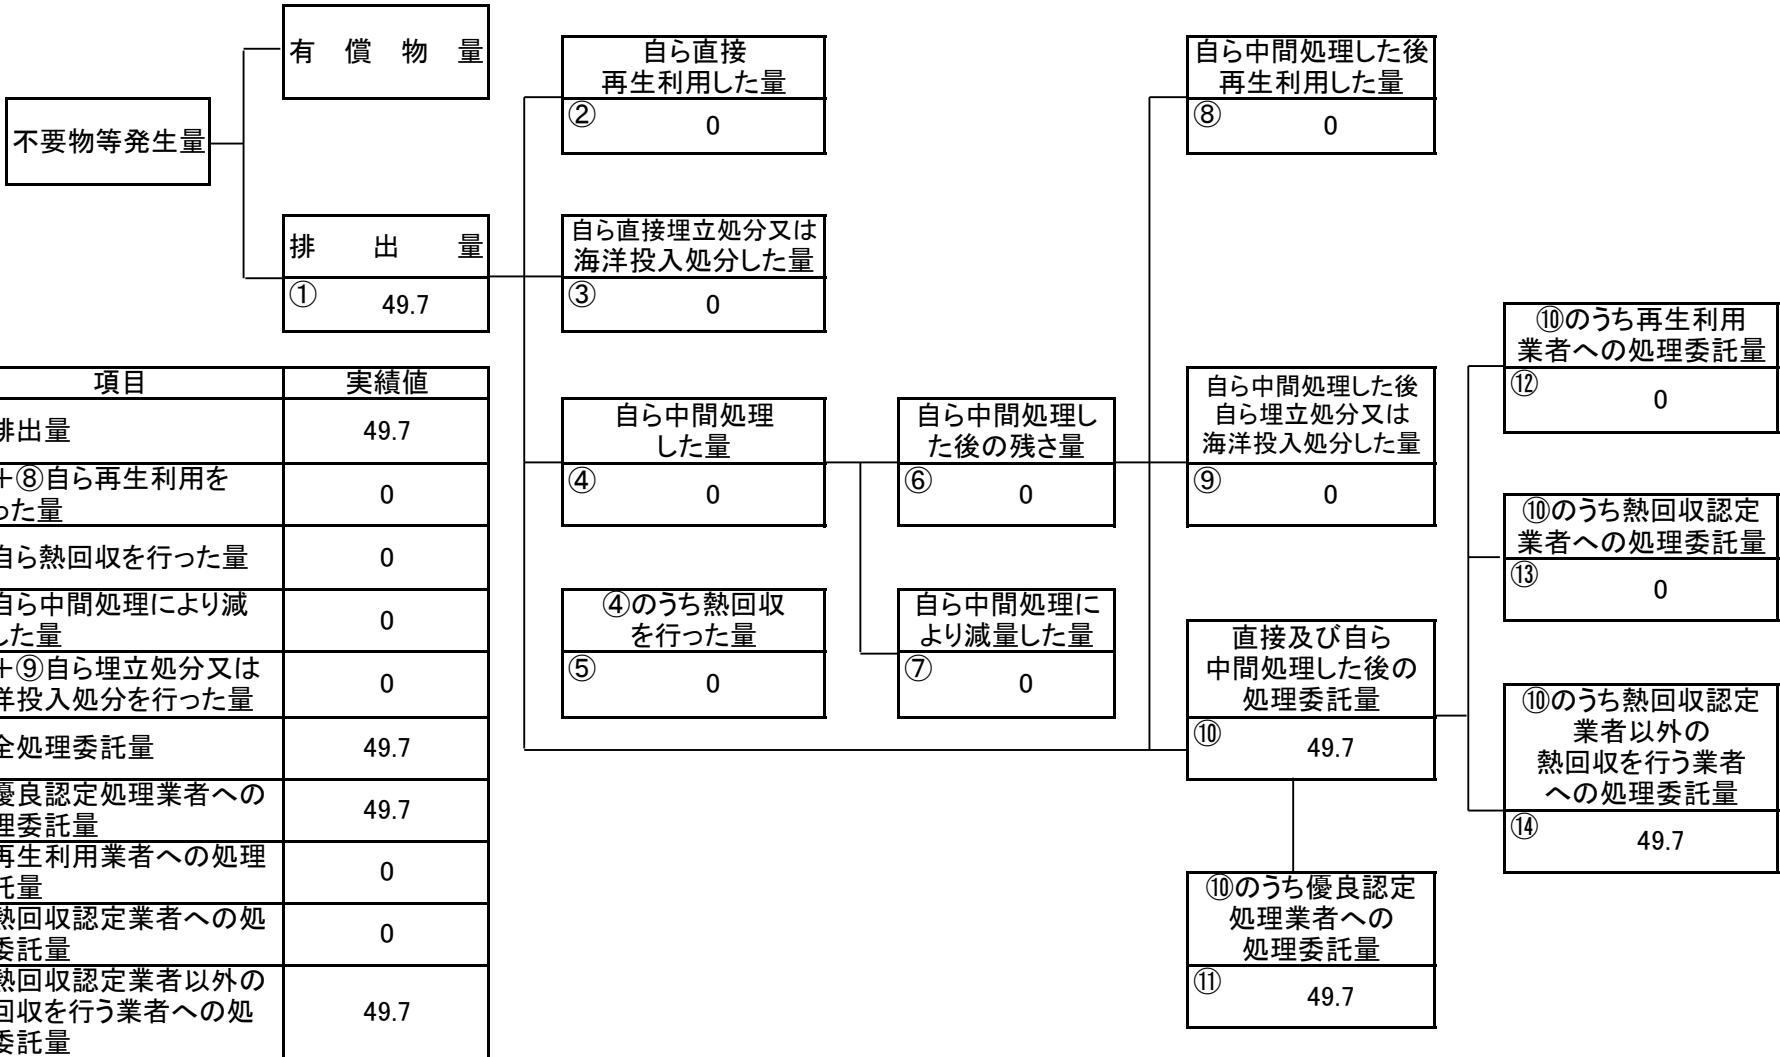 有償物量
不要物等発生量
排出量
①
49.7
自ら直接
再生利用した量
②
0
自ら直接埋立処分又は
海洋投入処分した量
③
0
自ら中間処理
した量
④
0
④のうち熱回収
を行った量
⑤
0
自ら中間処理し
た後の残さ量
⑥
0
自ら中間処理に
より減量した量
⑦
0
自ら中間処理した後
再生利用した量
⑧
0
自ら中間処理した後
自ら埋立処分又は
海洋投入処分した量
⑨
0
直接及び自ら
中間処理した後の
処理委託量
⑩
49.7
⑩のうち優良認定
処理業者への
処理委託量
⑪
49.7
⑩のうち再生利用
業者への処理委託量
⑫
0
⑩のうち熱回収認定
業者への処理委託量
⑬
0
⑩のうち熱回収認定
業者以外の
熱回収を行う業者
への処理委託量
⑭
49.7
項目 実績値
排出量 49.7
+⑧自ら再生利用を
った量 0
自ら熱回収を行った量 0
自ら中間処理により減
した量 0
+⑨自ら埋立処分又は
洋投入処分を行った量 0
全処理委託量 49.7
優良認定処理業者への
理委託量 49.7
再生利用業者への処理
託量 0
熱回収認定業者への処
委託量 0
熱回収認定業者以外の
回収を行う業者への処
委託量 49.7